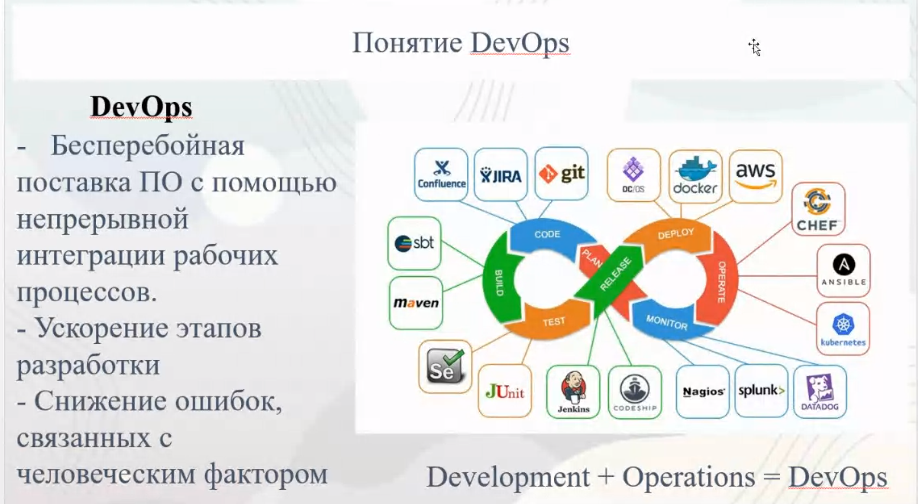 Понятие DevOps
DevOps
- Бесперебойная
поставка ПО с помощью
непрерывной
интеграции рабочих
процессов.
- Ускорение этапов
разработки
- Снижение ошибок,
связанных с
человеческим фактором
Confluence
JIRA
git
DC/OS
docker
aws
CHEF
sbt
ANSIBLE
maven
kubernetes
CODE
DEPLOY
PLAN
RELEASE
BUILD
OPERATE
TEST
MONITOR
Se
JUnit
Jenkins
CODESHIP
Nagios
splunk>
DATADOG
Development + Operations = DevOps